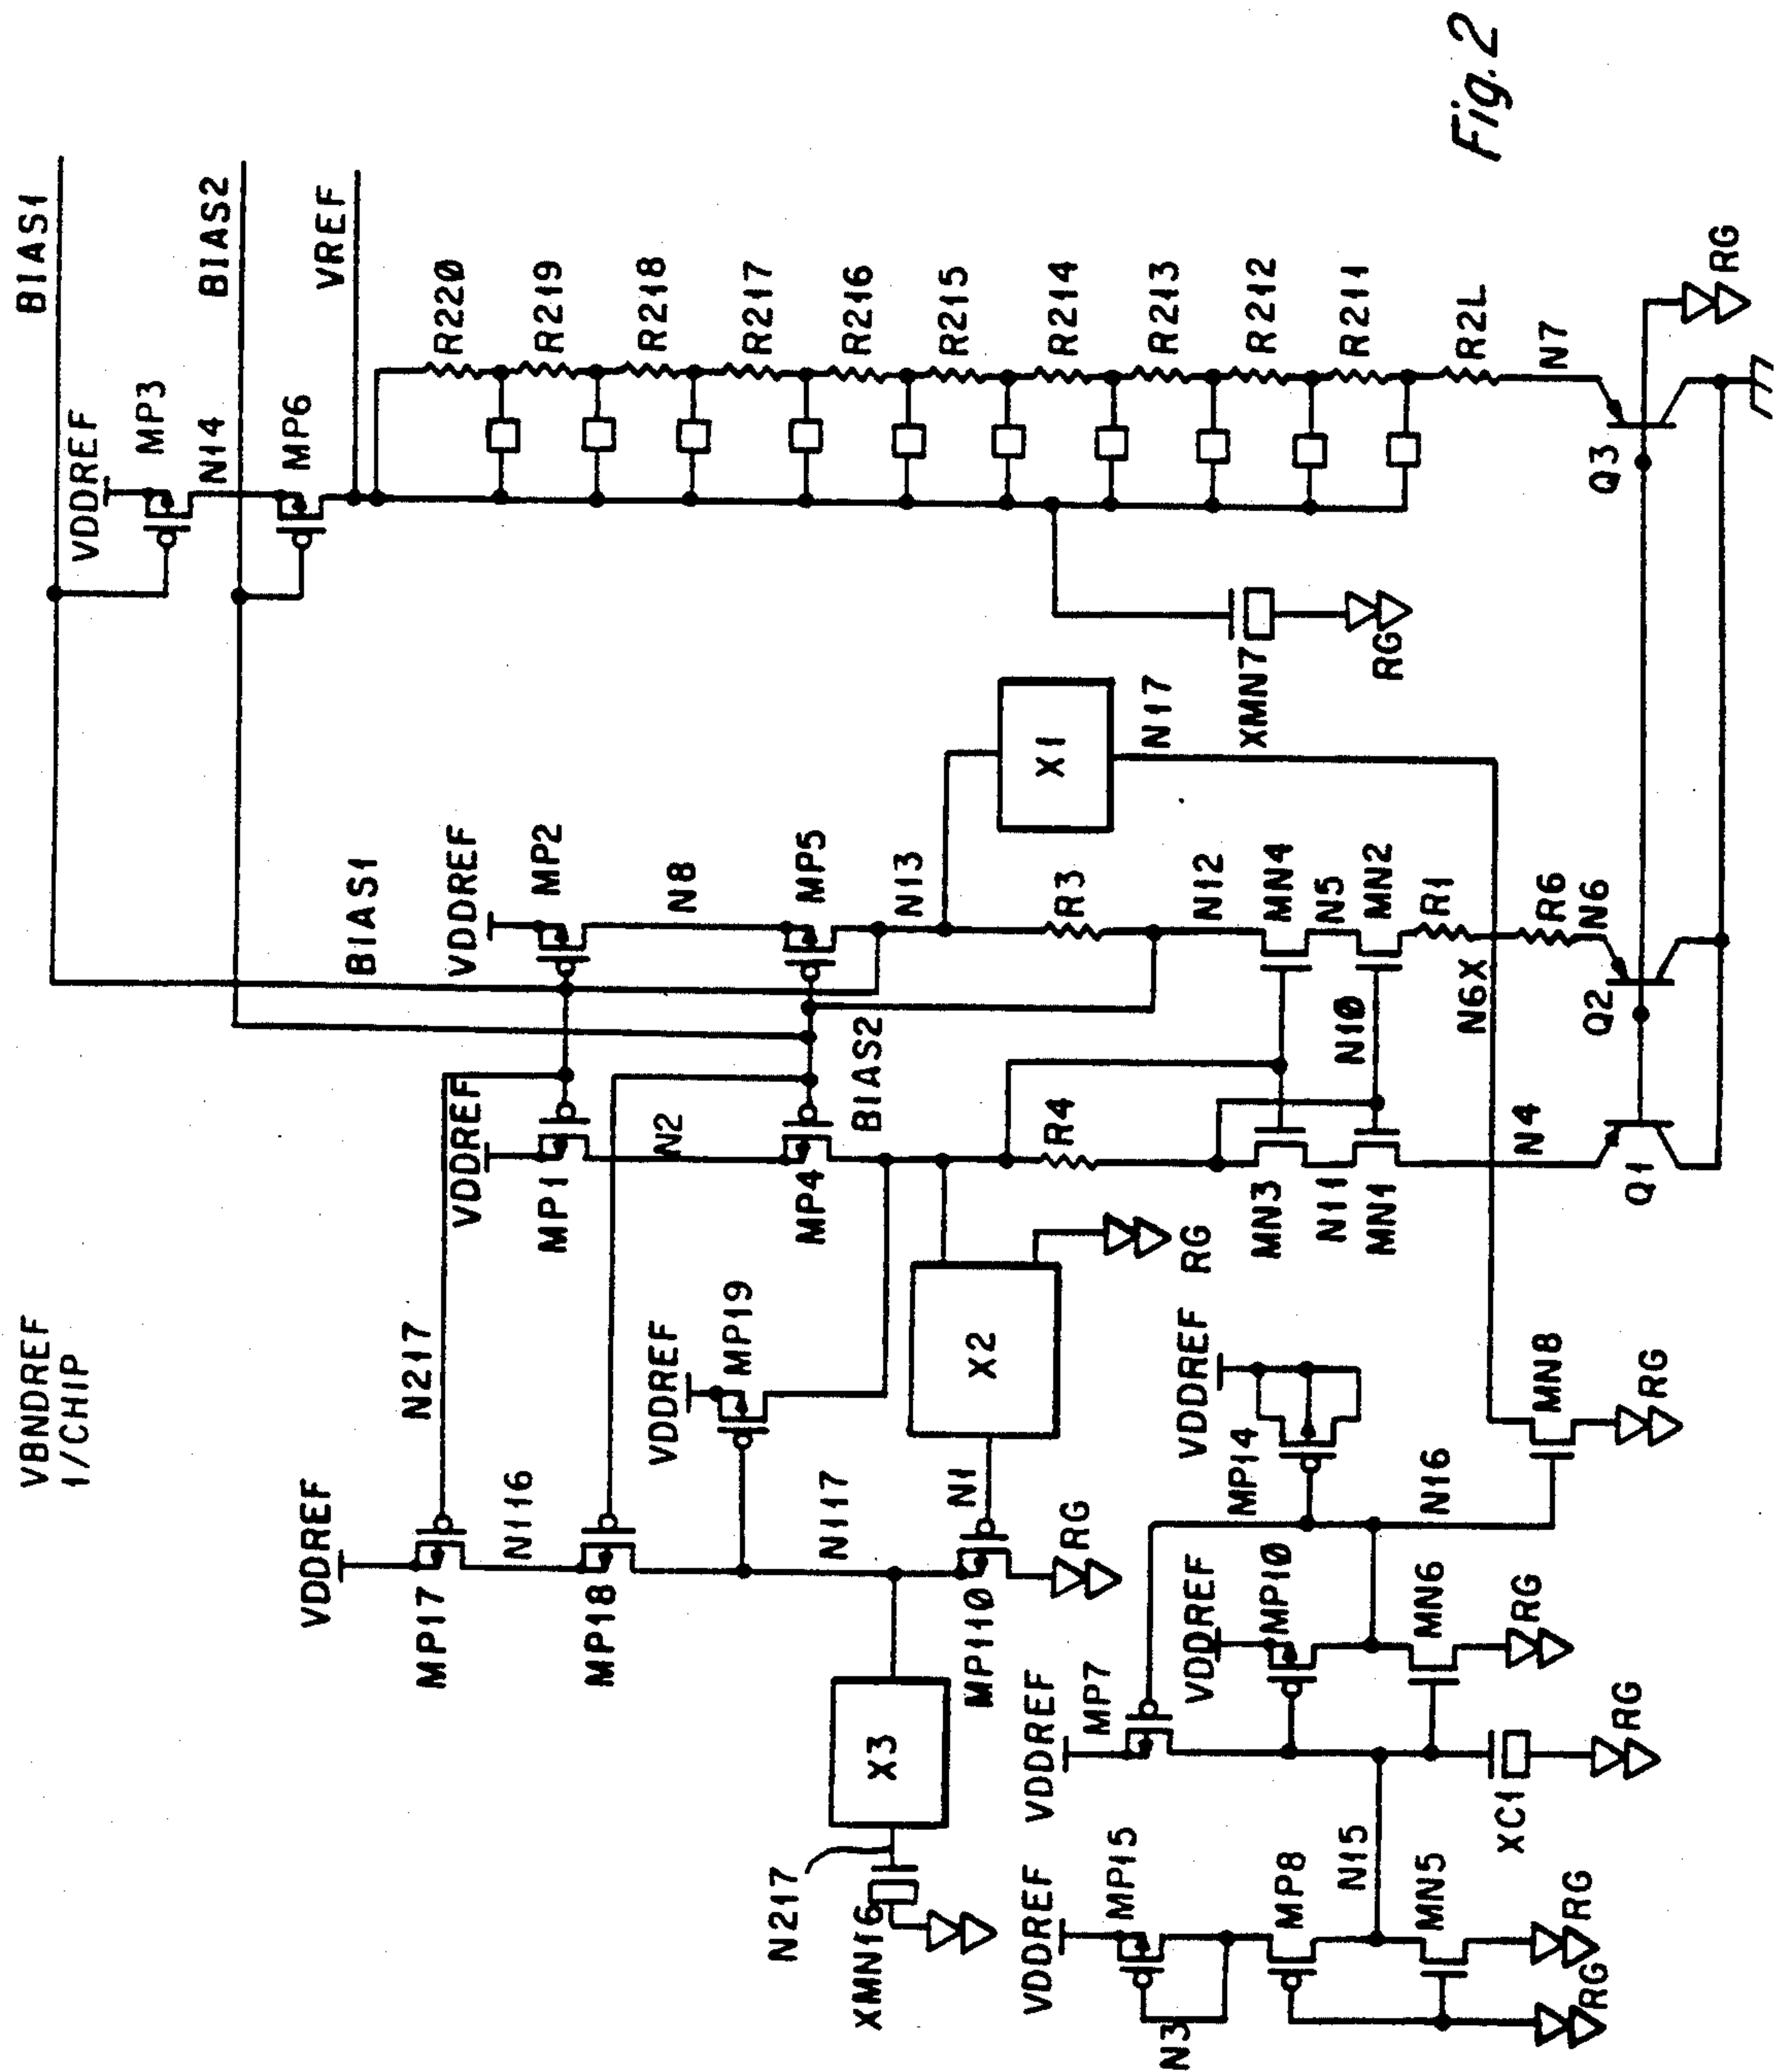 VBNDREF
1/CHIP
BIAS1
BIAS2
VREF
VDDREF
MP3
N14
MP6
R220
R219
R218
R217
R216
R215
R214
R213
R212
R211
R2L
N7
Q3
RG
XMN7
RG
BIAS1
VDDREF
MP2
N8
MP5
N13
X1
N17
R3
N12
MN4
N5
MN2
R1
N10
N6X
R6
N6
Q2
N217
VDDREF
MP1
N2
MP4
BIAS2
R4
MN3
N11
MN1
N4
Q1
VDDREF
MP17
N116
MP18
VDDREF
MP19
N117
X2
RG
N1
MP110
RG
X3
N217
XMN16
VDDREF
MP14
N16
MN8
RG
VDDREF
MP7
VDDREF
MP10
MN6
RG
XC1
RG
VDDREF
MP15
N3
MP8
N15
MN5
RG
RG
Fig.2